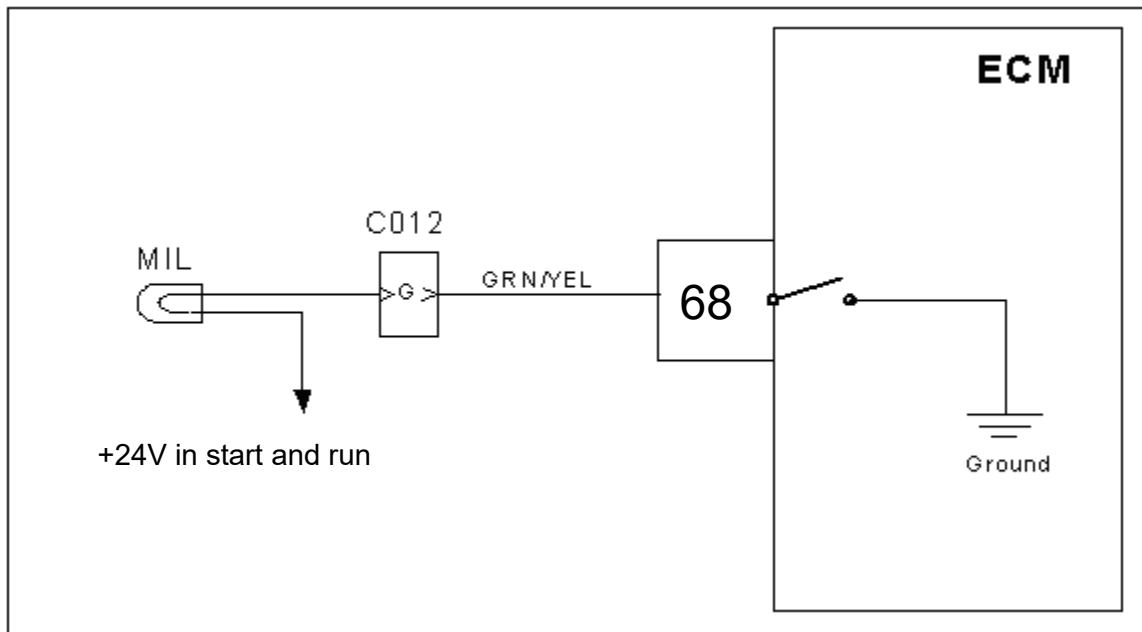 ECM
C012
MIL
>G>
GRN/YEL
68
+24V in start and run
Ground